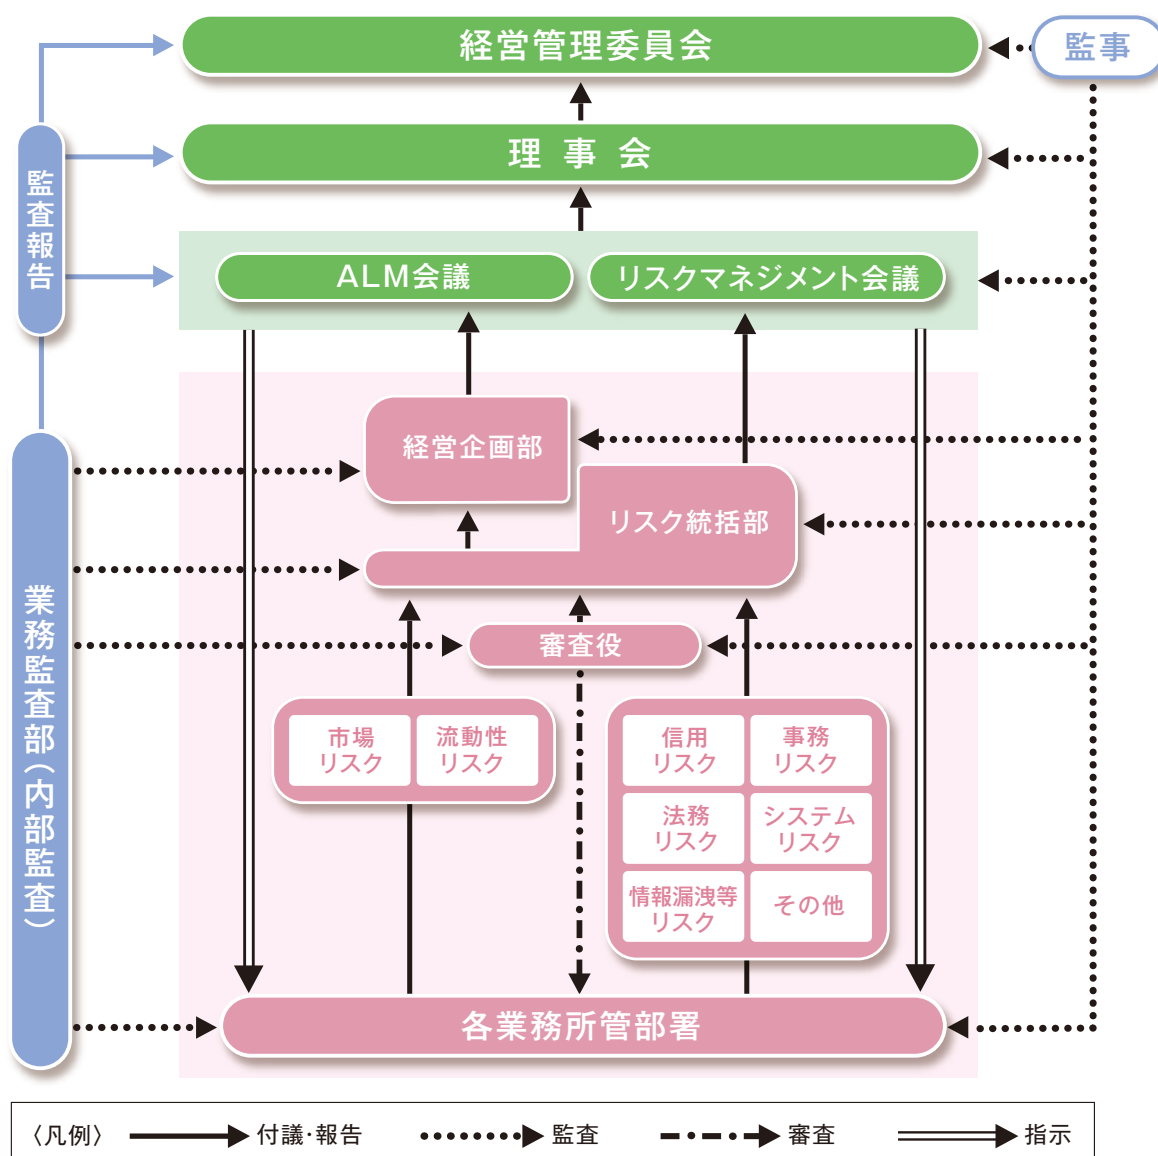 経営管理委員会
監事
理事会
監査報告
ALM会議
リスクマネジメント会議
経営企画部
リスク統括部
業務監査部（内部監査）
審査役
市場
リスク
流動性
リスク
信用
リスク
事務
リスク
法務
リスク
システム
リスク
情報漏洩等
リスク
その他
各業務所管部署
〈凡例〉 付議・報告 監査 審査 指示